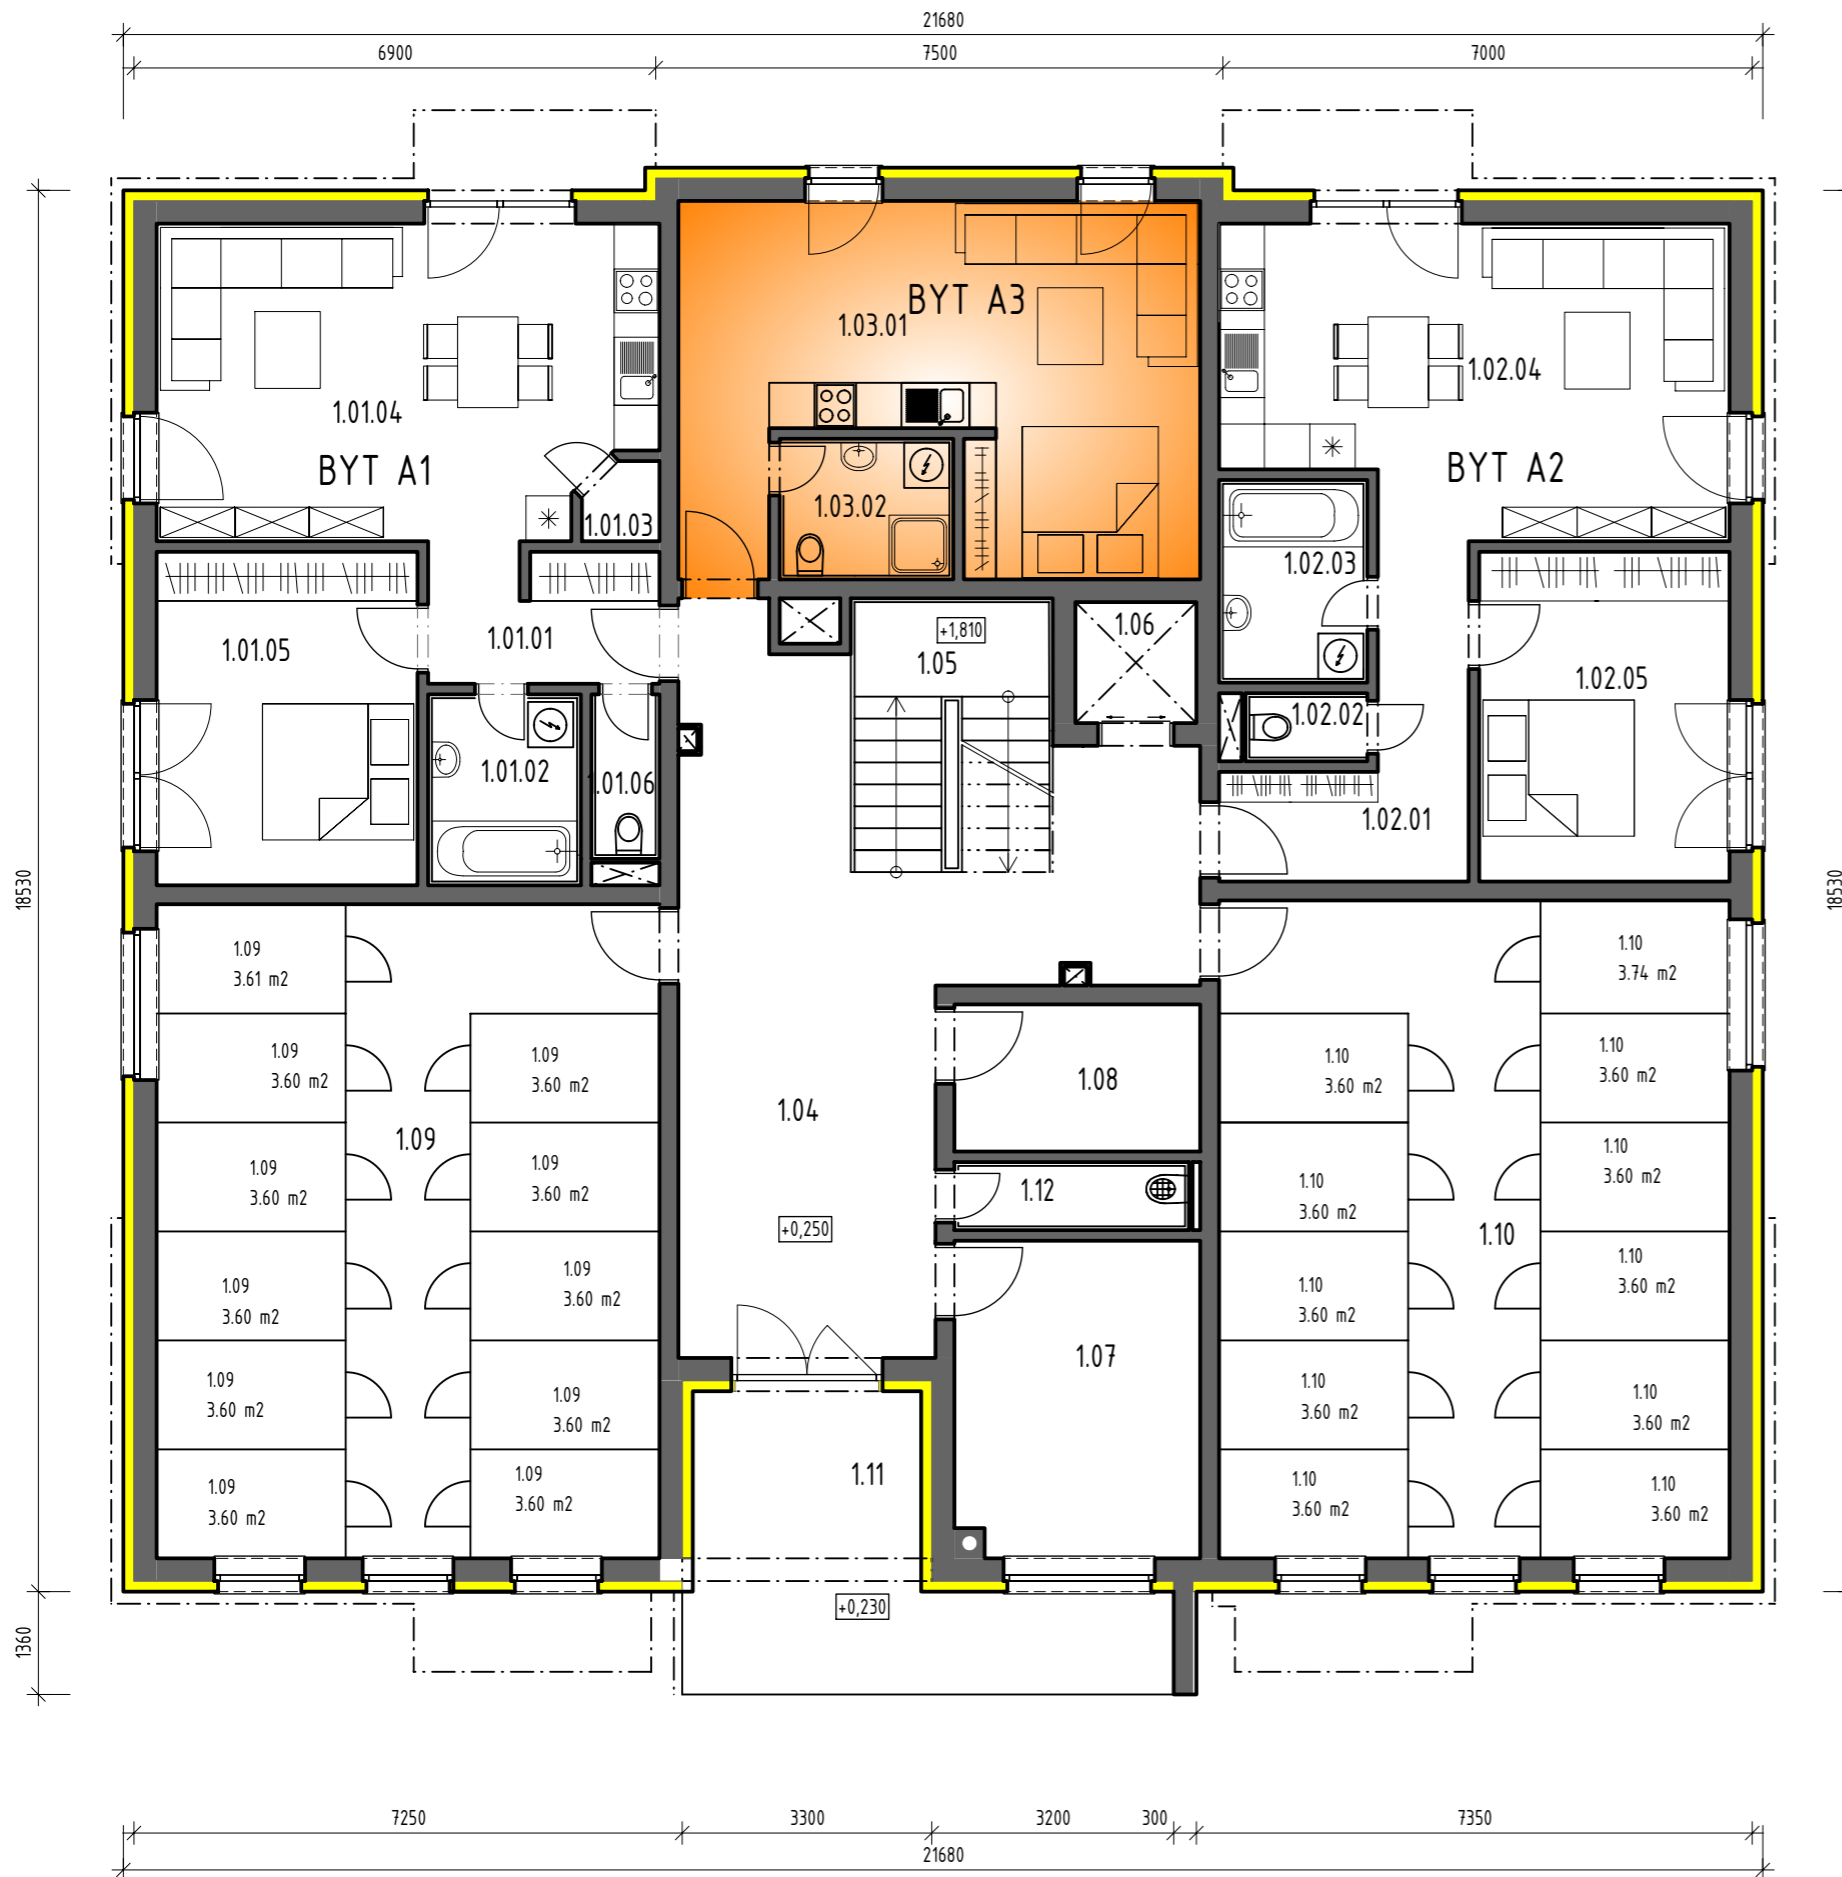 21680
6900
7500
7000
BYT A3
1.03.01
1.01.04
BYT A1
1.02.04
BYT A2
1.01.03
1.03.02
1.02.03
1.01.05
1.01.01
+1,810
1.05
1.06
1.02.05
1.02.02
1.01.02
1.01.06
1.02.01
18530
18530
1.09
3.61 m2
1.10
3.74 m2
1.09
3.60 m2
1.09
3.60 m2
1.10
3.60 m2
1.10
3.60 m2
1.08
1.04
1.09
1.09
3.60 m2
1.09
3.60 m2
1.12
1.10
3.60 m2
1.10
3.60 m2
+0,250
1.10
1.09
3.60 m2
1.09
3.60 m2
1.10
3.60 m2
1.10
3.60 m2
1.07
1.09
3.60 m2
1.09
3.60 m2
1.10
3.60 m2
1.10
3.60 m2
1.11
1.09
3.60 m2
1.09
3.60 m2
1.10
3.60 m2
1.10
3.60 m2
+0,230
1360
7250
3300
3200
300
7350
21680